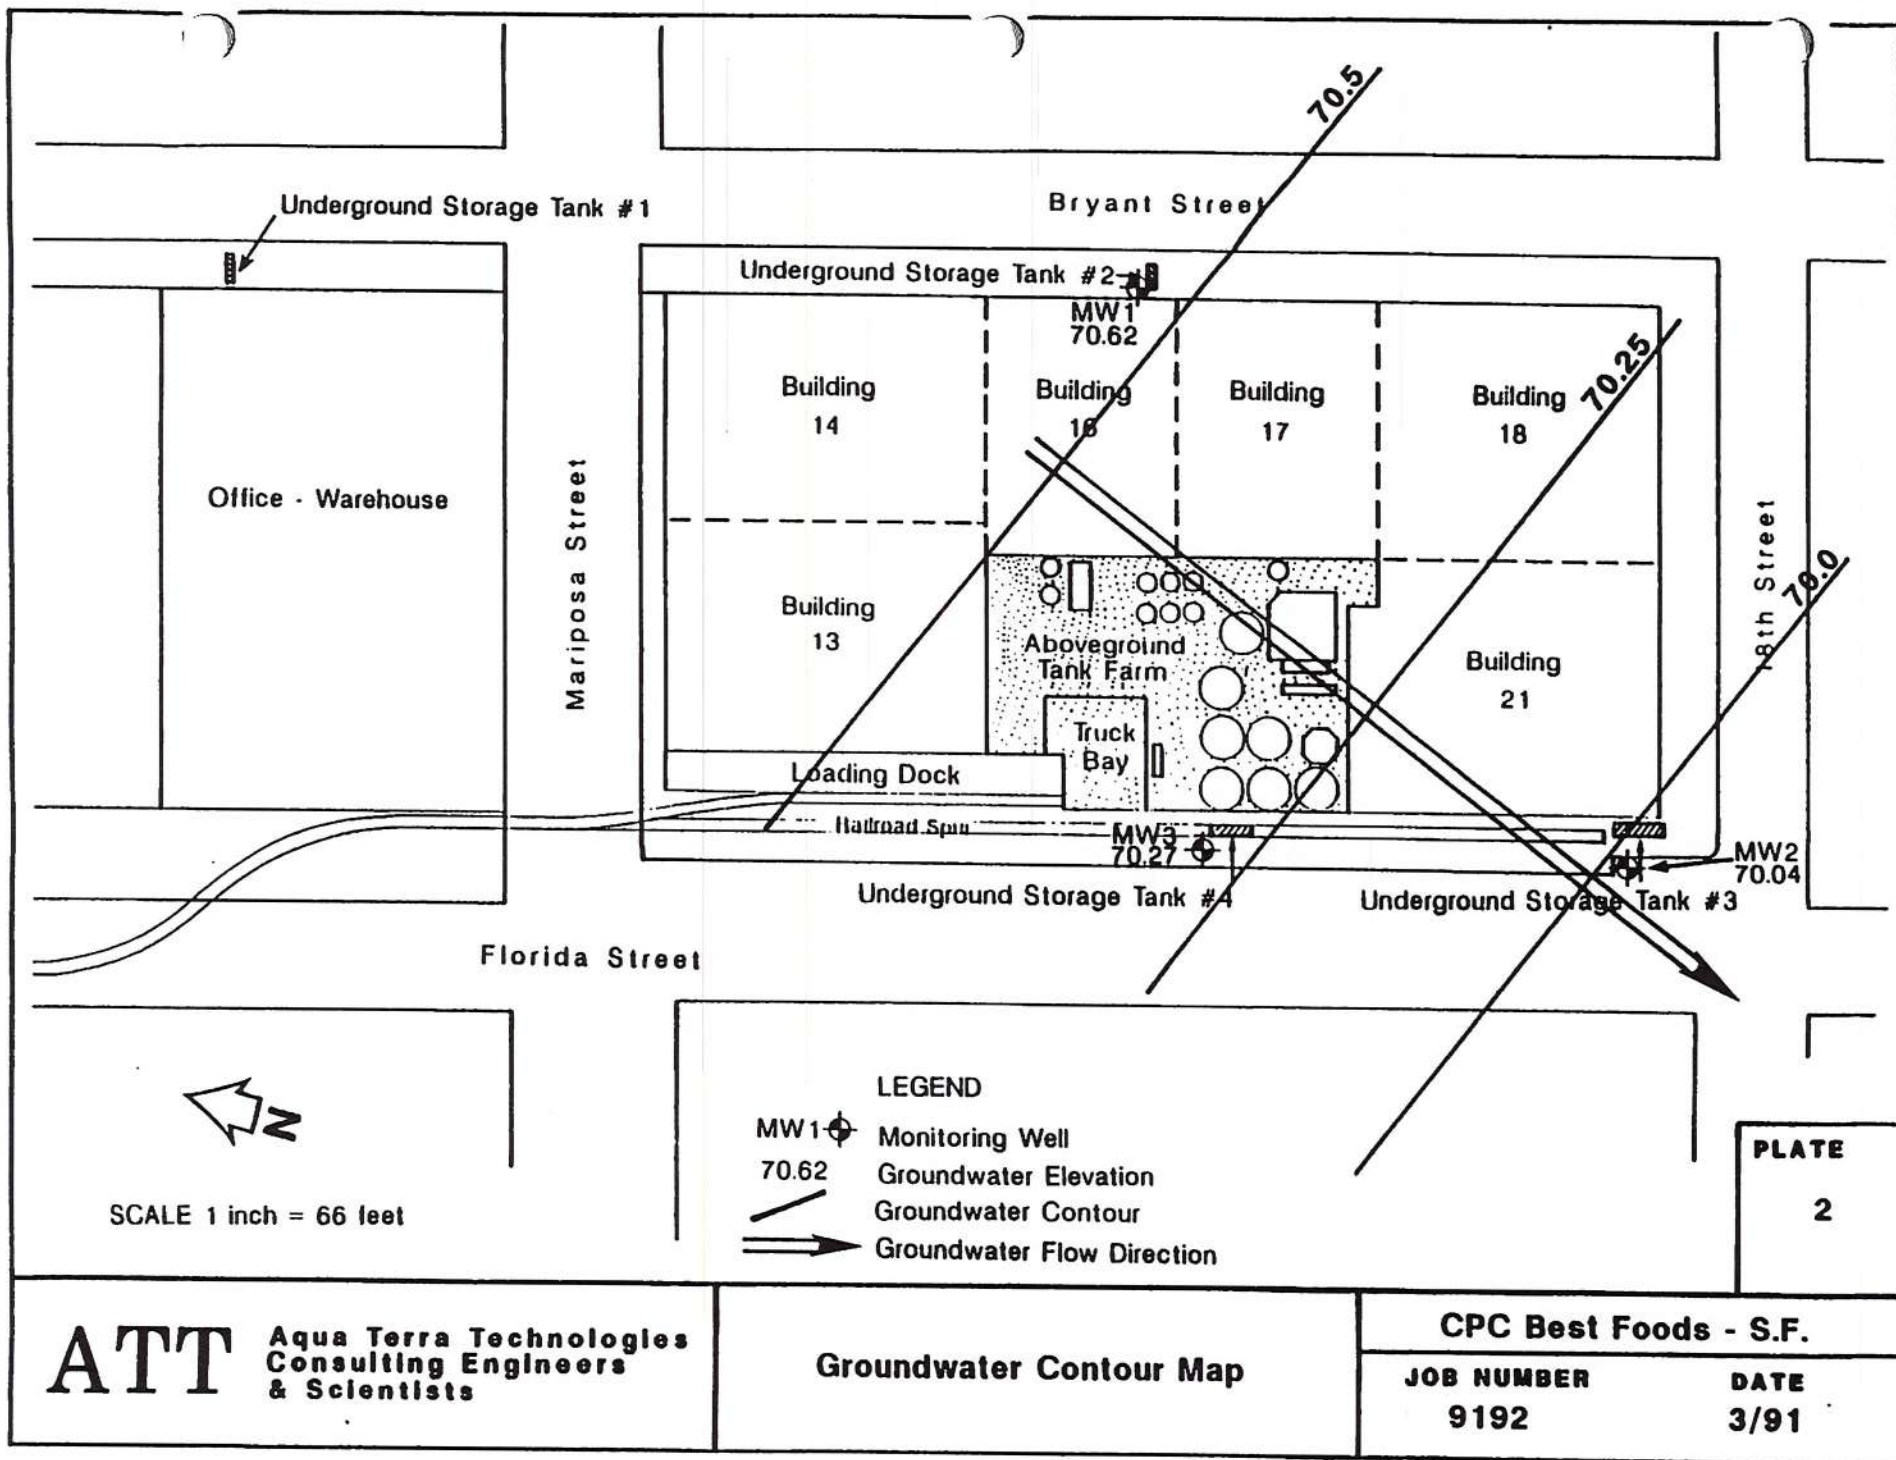 70.5
Underground Storage Tank #1
Bryant Street
Underground Storage Tank #2
MW1
70.62
70.25
Building
14
Building
16
Building
17
Building
18
Office - Warehouse
Mariposa Street
18th Street
70.0
Building
13
Aboveground
Tank Farm
Building
21
Truck
Bay
Loading Dock
Railroad Spur
MW3
70.27
MW2
70.04
Underground Storage Tank #4
Underground Storage Tank #3
Florida Street
N
LEGEND
MW1 Monitoring Well
70.62 Groundwater Elevation
Groundwater Contour
Groundwater Flow Direction
SCALE 1 inch = 66 feet
PLATE
2
ATT
Aqua Terra Technologies
Consulting Engineers
& Scientists
Groundwater Contour Map
CPC Best Foods - S.F.
JOB NUMBER
9192
DATE
3/91